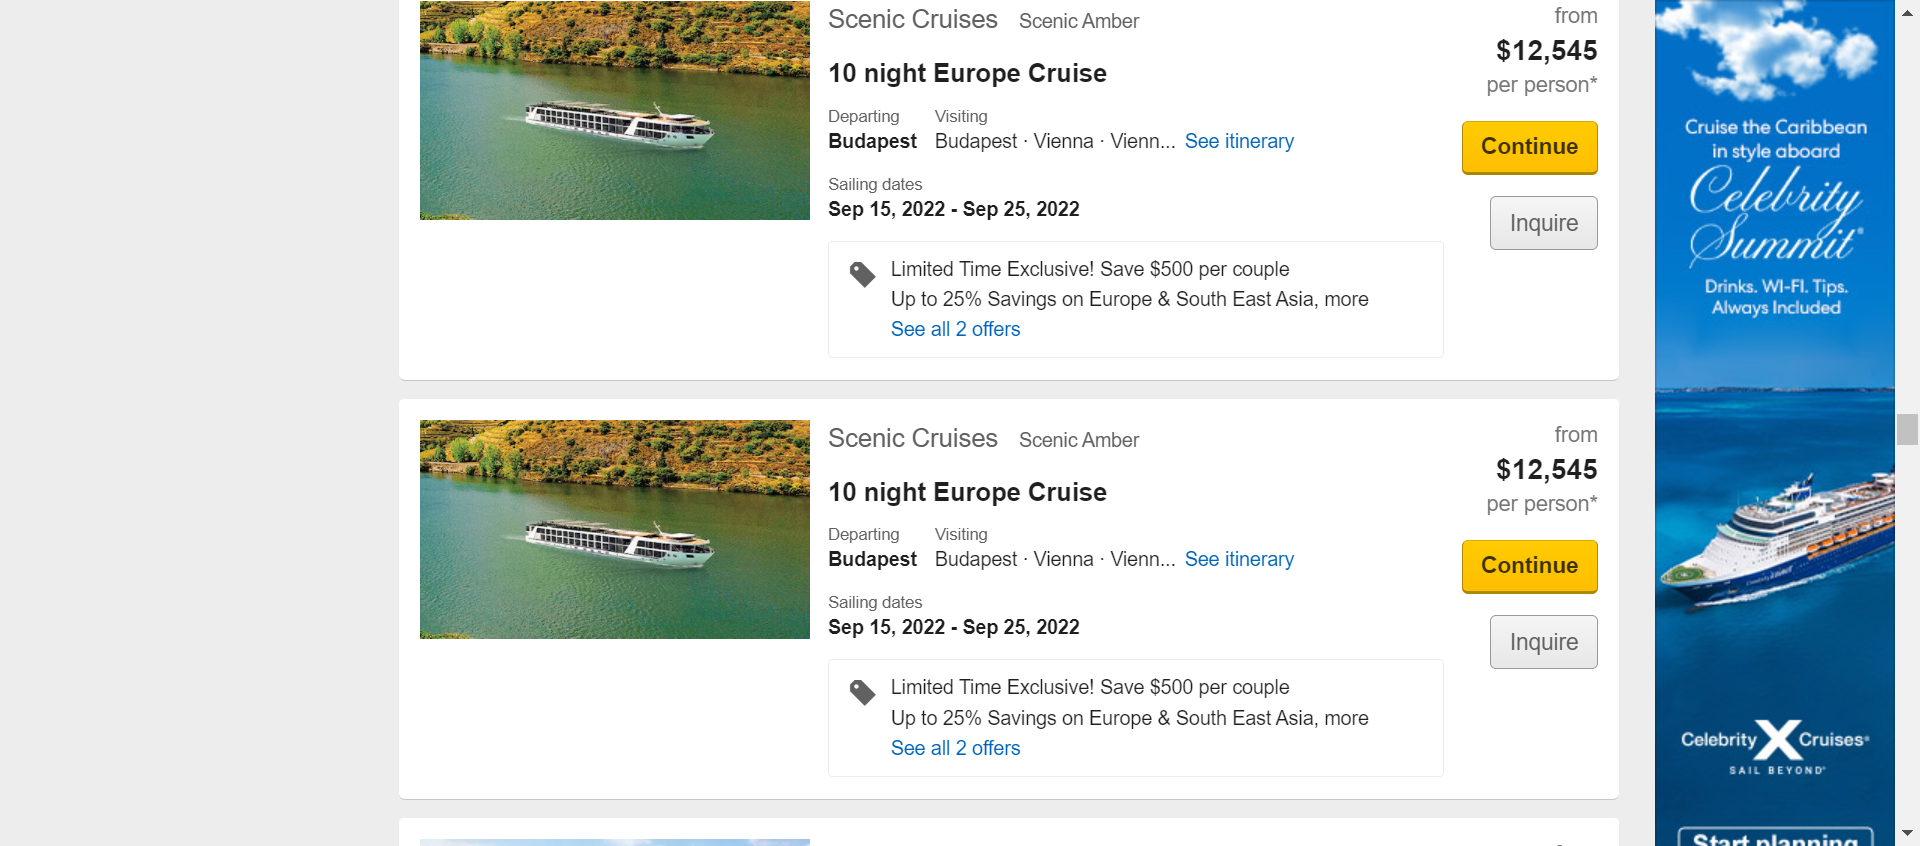 Scenic Cruises Scenic Amber
10 night Europe Cruise
Departing Visiting
Budapest Budapest · Vienna · Vienn... See itinerary
Sailing dates
Sep 15, 2022 - Sep 25, 2022
Limited Time Exclusive! Save $500 per couple
Up to 25% Savings on Europe & South East Asia, more
See all 2 offers
from
$12,545
per person*
Continue
Inquire
Scenic Cruises Scenic Amber
10 night Europe Cruise
Departing Visiting
Budapest Budapest · Vienna · Vienn... See itinerary
Sailing dates
Sep 15, 2022 - Sep 25, 2022
Limited Time Exclusive! Save $500 per couple
Up to 25% Savings on Europe & South East Asia, more
See all 2 offers
from
$12,545
per person*
Continue
Inquire
Cruise the Caribbean
in style aboard
Celebrity
Summit®
Drinks. WI-FI. Tips.
Always Included
Celebrity X Cruises®
SAIL BEYOND®
Start planning